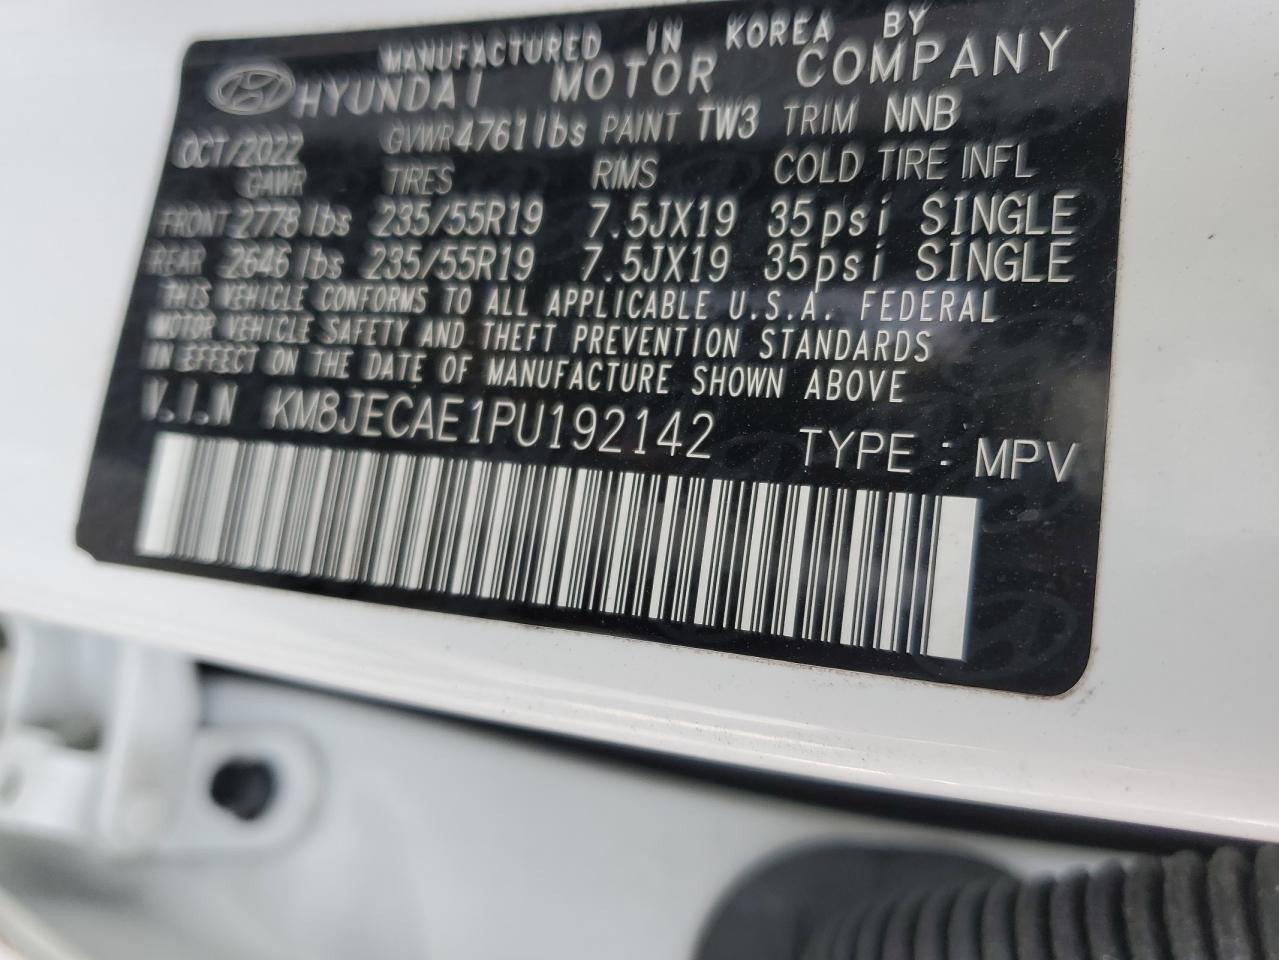 MANUFACTURED IN KOREA BY
HYUNDAI MOTOR COMPANY
OCT/2022 GVWR 4761lbs PAINT TW3 TRIM NNB
GAWR TIRES RIMS COLD TIRE INFL
FRONT 2778 lbs 235/55R19 7.5JX19 35psi SINGLE
REAR 2646 lbs 235/55R19 7.5JX19 35psi SINGLE
THIS VEHICLE CONFORMS TO ALL APPLICABLE U.S.A. FEDERAL
MOTOR VEHICLE SAFETY AND THEFT PREVENTION STANDARDS
IN EFFECT ON THE DATE OF MANUFACTURE SHOWN ABOVE
V.I.N KM8JECAE1PU192142 TYPE : MPV